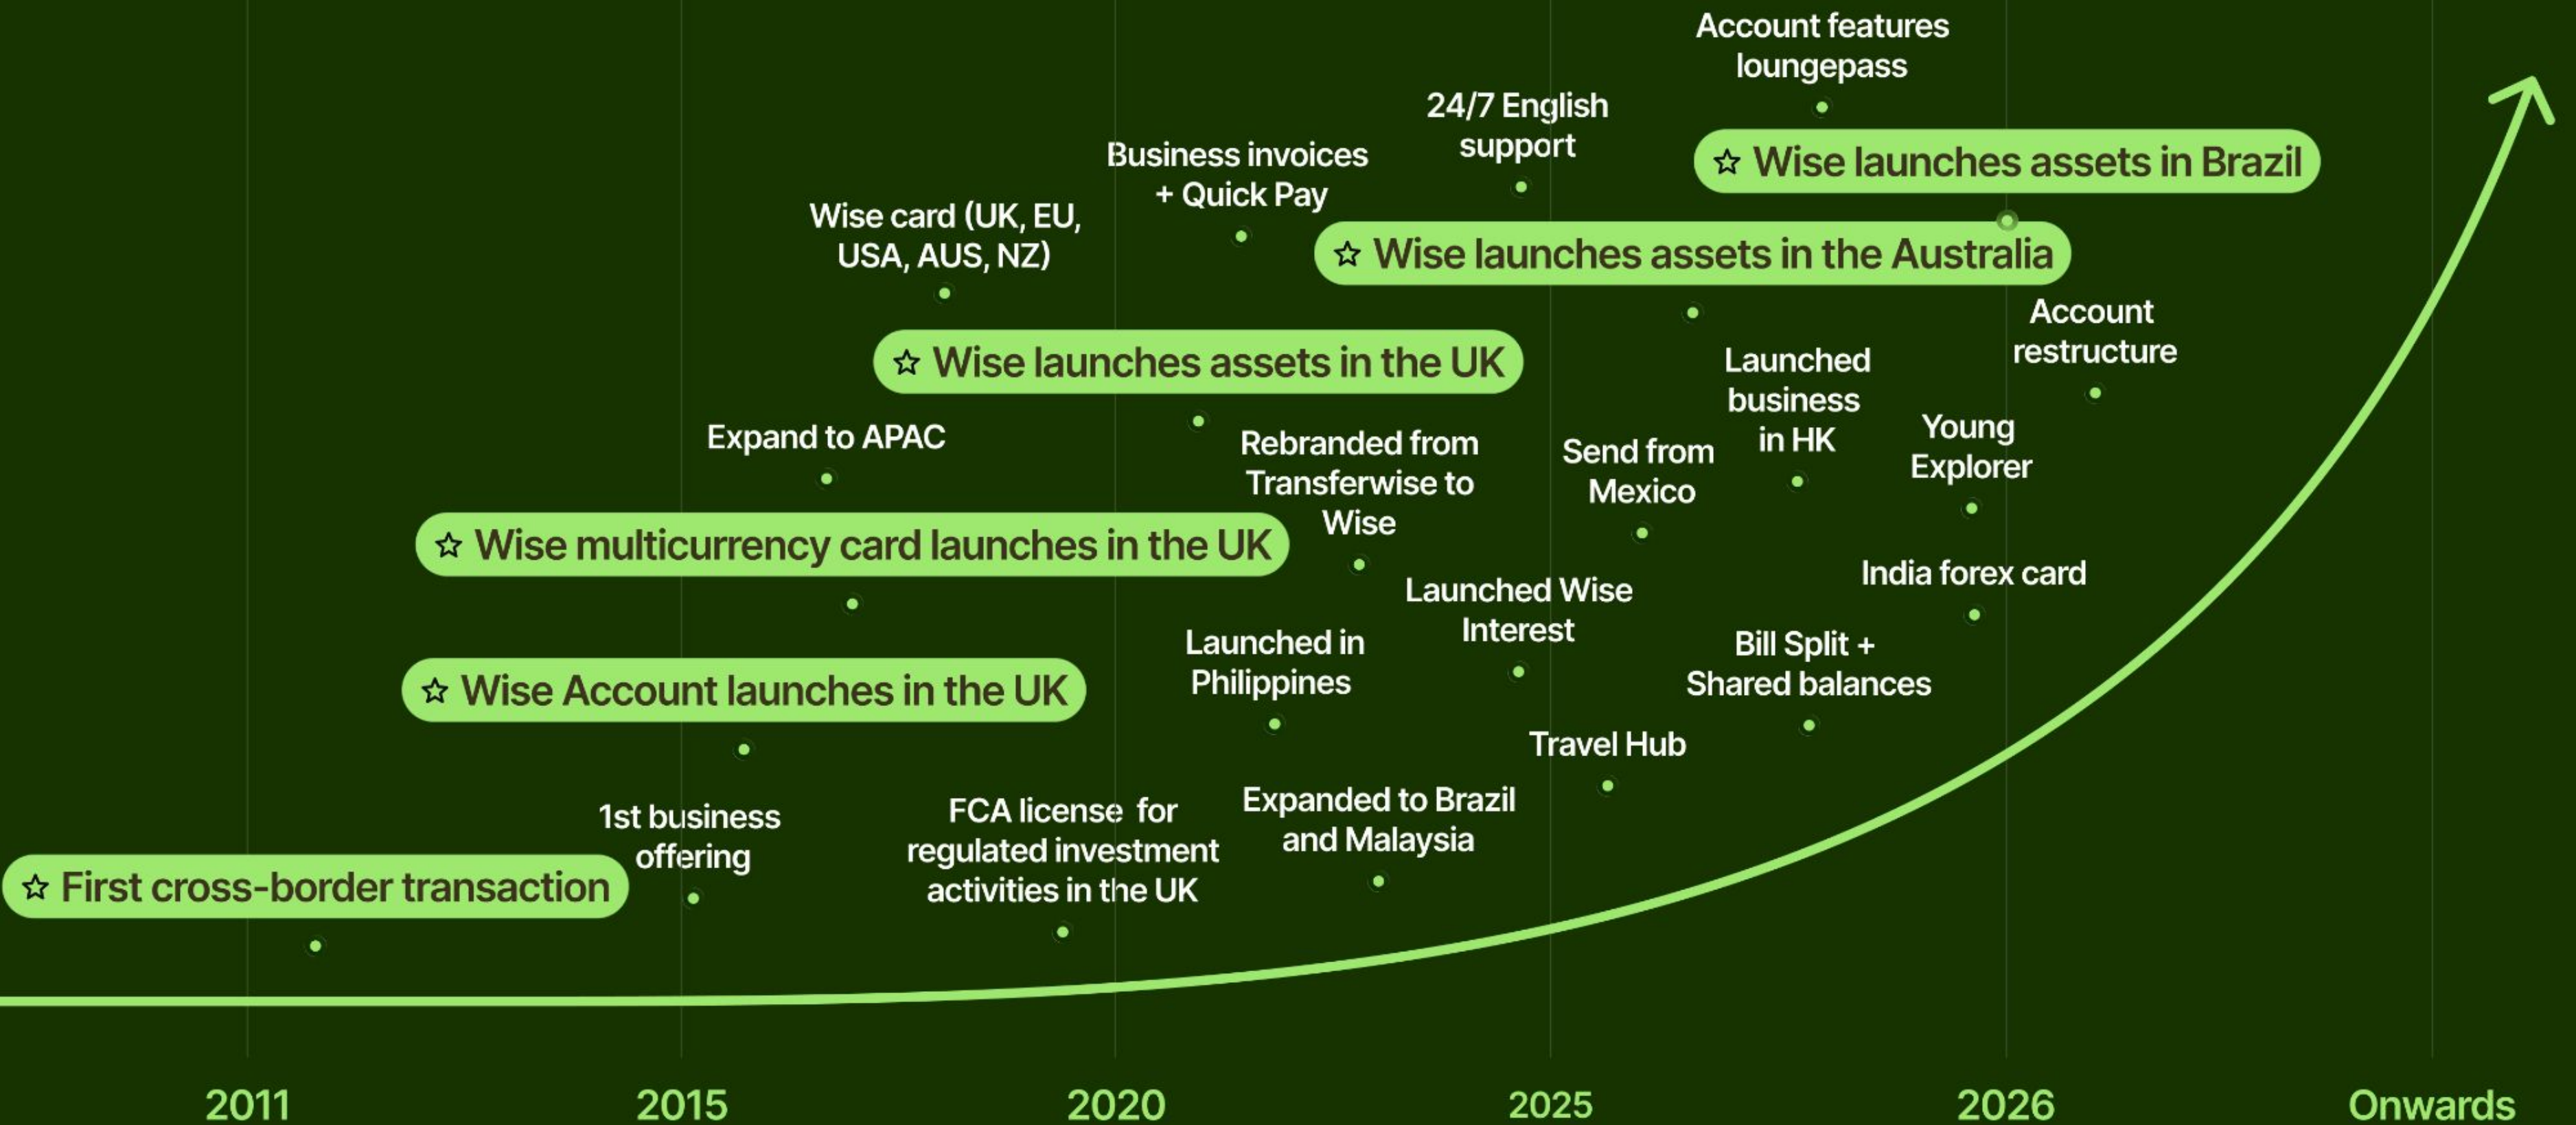 Account features
loungepass
24/7 English
support
Business invoices
+ Quick Pay
☆ Wise launches assets in Brazil
Wise card (UK, EU,
USA, AUS, NZ)
☆ Wise launches assets in the Australia
Account
restructure
☆ Wise launches assets in the UK
Launched
business
in HK
Expand to APAC
Rebranded from
Transferwise to
Wise
Send from
Mexico
Young
Explorer
☆ Wise multicurrency card launches in the UK
India forex card
Launched Wise
Interest
Launched in
Philippines
Bill Split +
Shared balances
☆ Wise Account launches in the UK
Travel Hub
1st business
offering
FCA license for
regulated investment
activities in the UK
Expanded to Brazil
and Malaysia
☆ First cross-border transaction
2011
2015
2020
2025
2026
Onwards